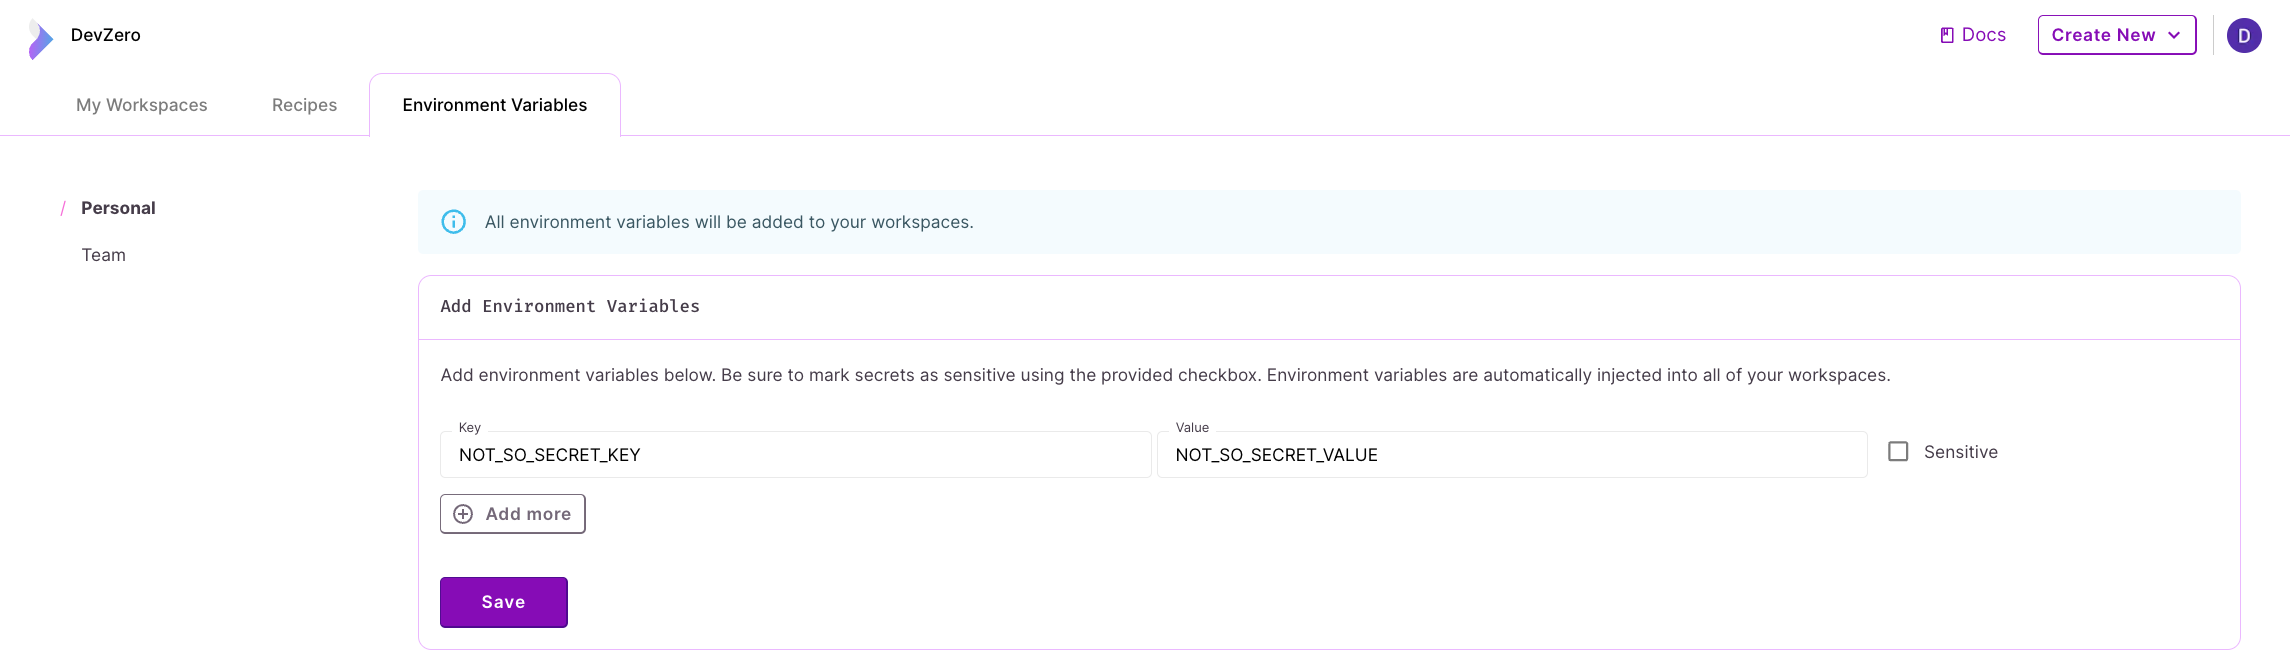 DevZero
Docs
Create New
D
My Workspaces
Recipes
Environment Variables
/ Personal
Team
All environment variables will be added to your workspaces.
Add Environment Variables
Add environment variables below. Be sure to mark secrets as sensitive using the provided checkbox. Environment variables are automatically injected into all of your workspaces.
Key
NOT_SO_SECRET_KEY
Value
NOT_SO_SECRET_VALUE
Sensitive
Add more
Save